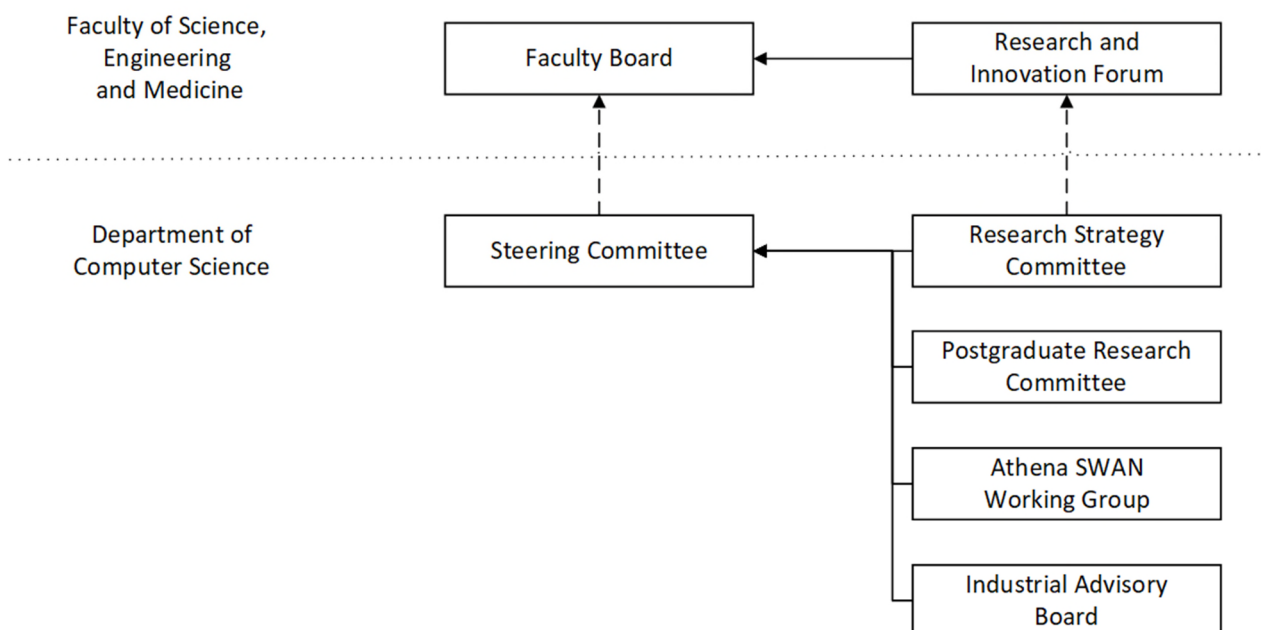 Faculty of Science,
Engineering
and Medicine
Faculty Board
Research and
Innovation Forum
Department of
Computer Science
Steering Committee
Research Strategy
Committee
Postgraduate Research
Committee
Athena SWAN
Working Group
Industrial Advisory
Board